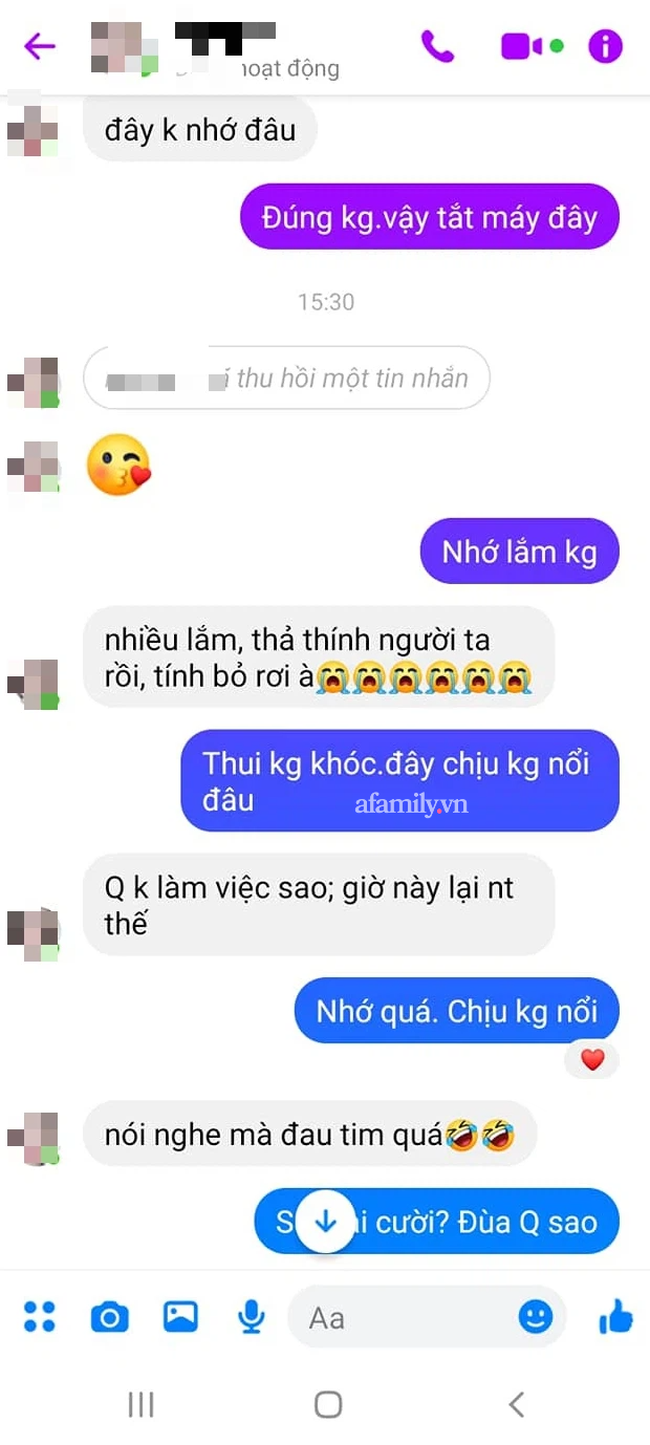 hoạt động
đây k nhớ đâu
Đúng kg.vậy tắt máy đây
15:30
thu hồi một tin nhắn
Nhớ lắm kg
nhiều lắm, thả thính người ta
rồi, tính bỏ rơi à😭😭😭😭😭😭
Thui kg khóc.đây chịu kg nổi
đâu
afamily.vn
Q k làm việc sao; giờ này lại nt
thế
Nhớ quá. Chịu kg nổi
nói nghe mà đau tim quá🤣🤣
cười? Đùa Q sao
Aa